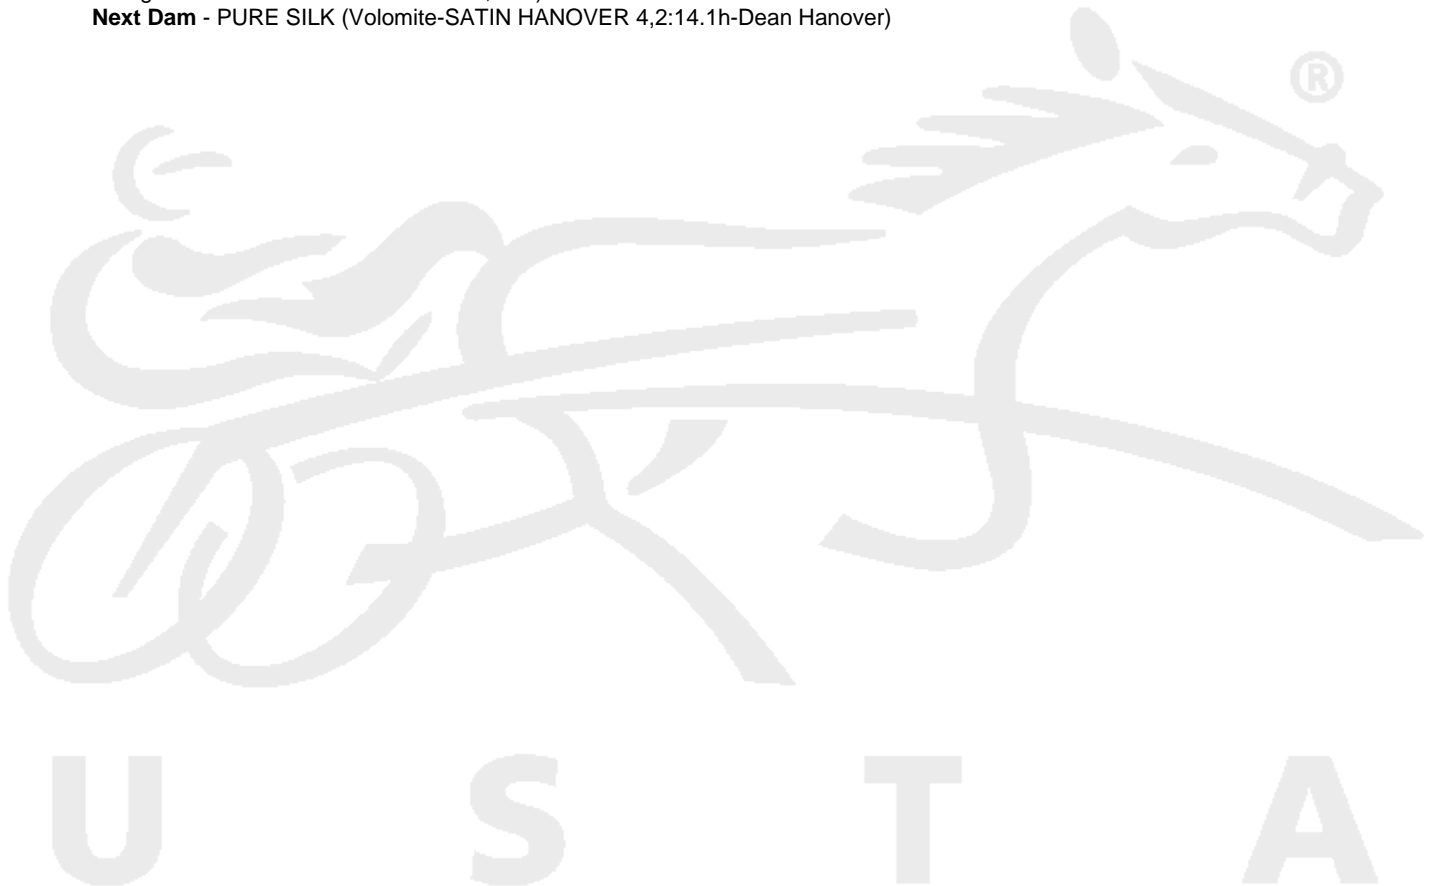 Next Dam - PURE SILK (Volomite-SATIN HANOVER 4,2:14.1h-Dean Hanover)
®
U S T A